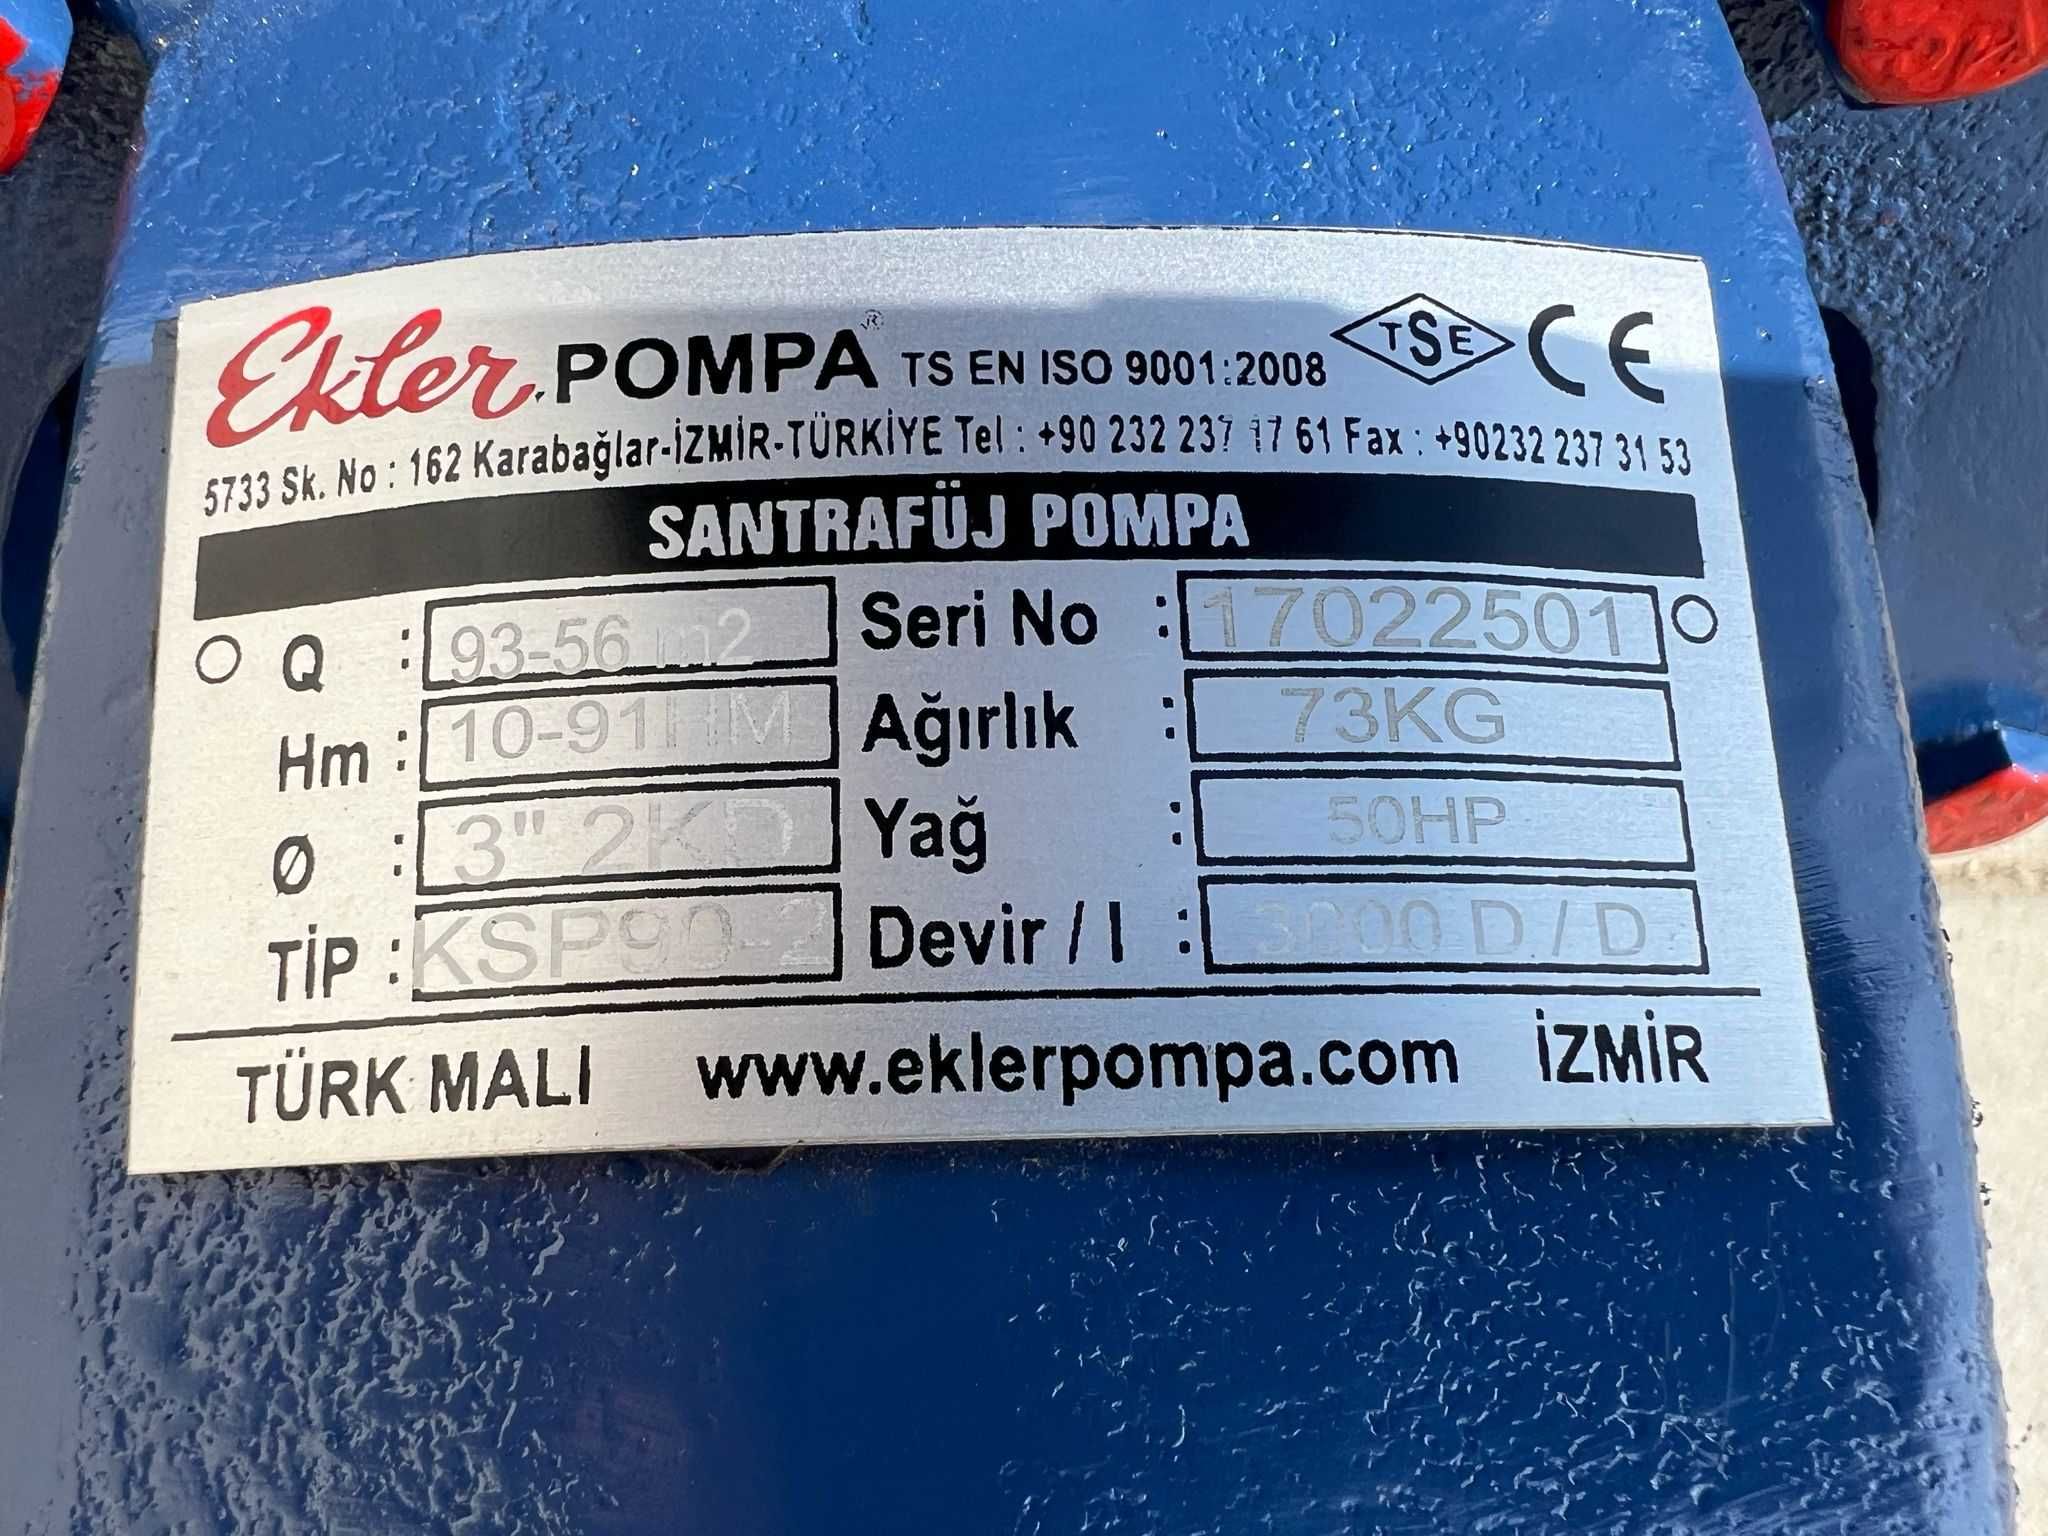 Ekler POMPA ® TS EN ISO 9001:2008 TSE CE
5733 Sk. No : 162 Karabağlar-İZMİR-TÜRKİYE Tel : +90 232 237 17 61 Fax : +90232 237 31 53
SANTRAFÜJ POMPA
Q : 93-56 m2 Seri No : 17022501
Hm : 10-91HM Ağırlık : 73KG
Ø : 3" 2KD Yağ : 50HP
TİP : KSP90-2 Devir / I : 3000 D / D
TÜRK MALI www.eklerpompa.com İZMİR